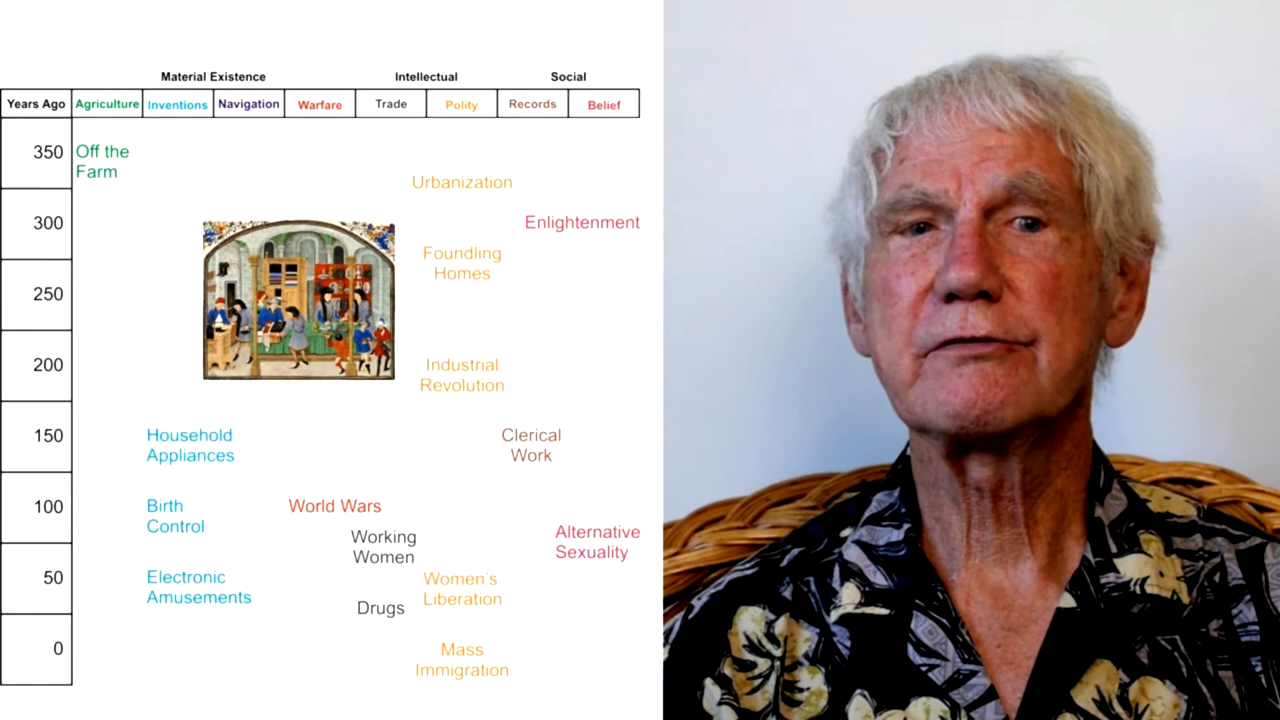 Material Existence Intellectual Social
Years Ago Agriculture Inventions Navigation Warfare Trade Polity Records Belief
350 Off the
Farm
Urbanization
300 Enlightenment
Foundling
Homes
250
200 Industrial
Revolution
150 Household Clerical
Appliances Work
100 Birth World Wars
Control
Working Alternative
Women Sexuality
50 Electronic Women's
Amusements Liberation
Drugs
0 Mass
Immigration